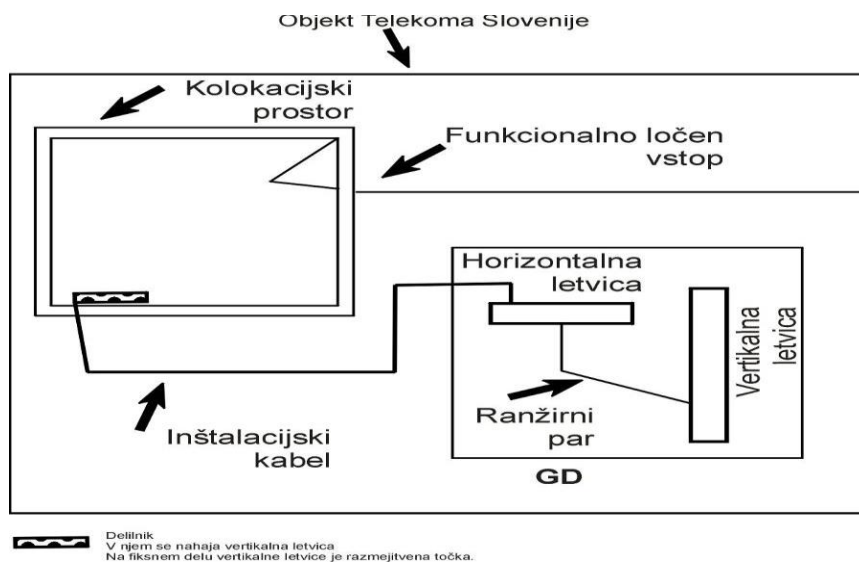 Objekt Telekoma Slovenije
Kolokacijski
prostor
Funkcionalno ločen
vstop
Horizontalna
letvica
Vertikalna
letvica
Ranžirni
par
Inštalacijski
kabel
GD
Delilnik
V njem se nahaja vertikalna letvica
Na fiksnem delu vertikalne letvice je razmejitvena točka.